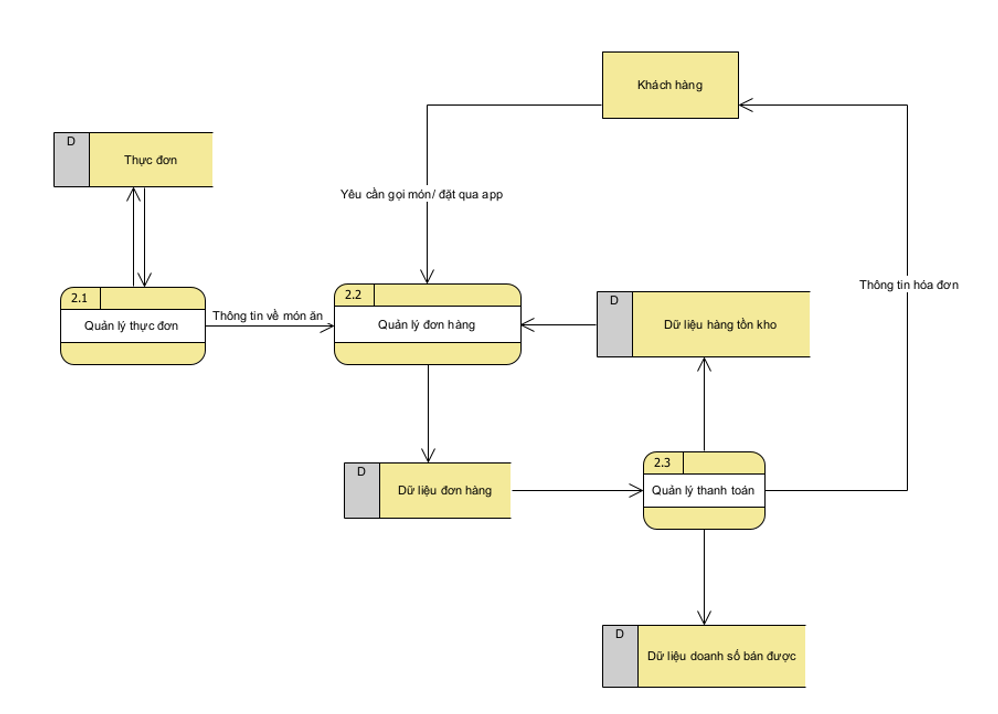 Khách hàng
D
Thực đơn
Yêu cần gọi món/ đặt qua app
Thông tin hóa đơn
2.1
Quản lý thực đơn
Thông tin về món ăn
2.2
Quản lý đơn hàng
D
Dữ liệu hàng tồn kho
D
Dữ liệu đơn hàng
2.3
Quản lý thanh toán
D
Dữ liệu doanh số bán được